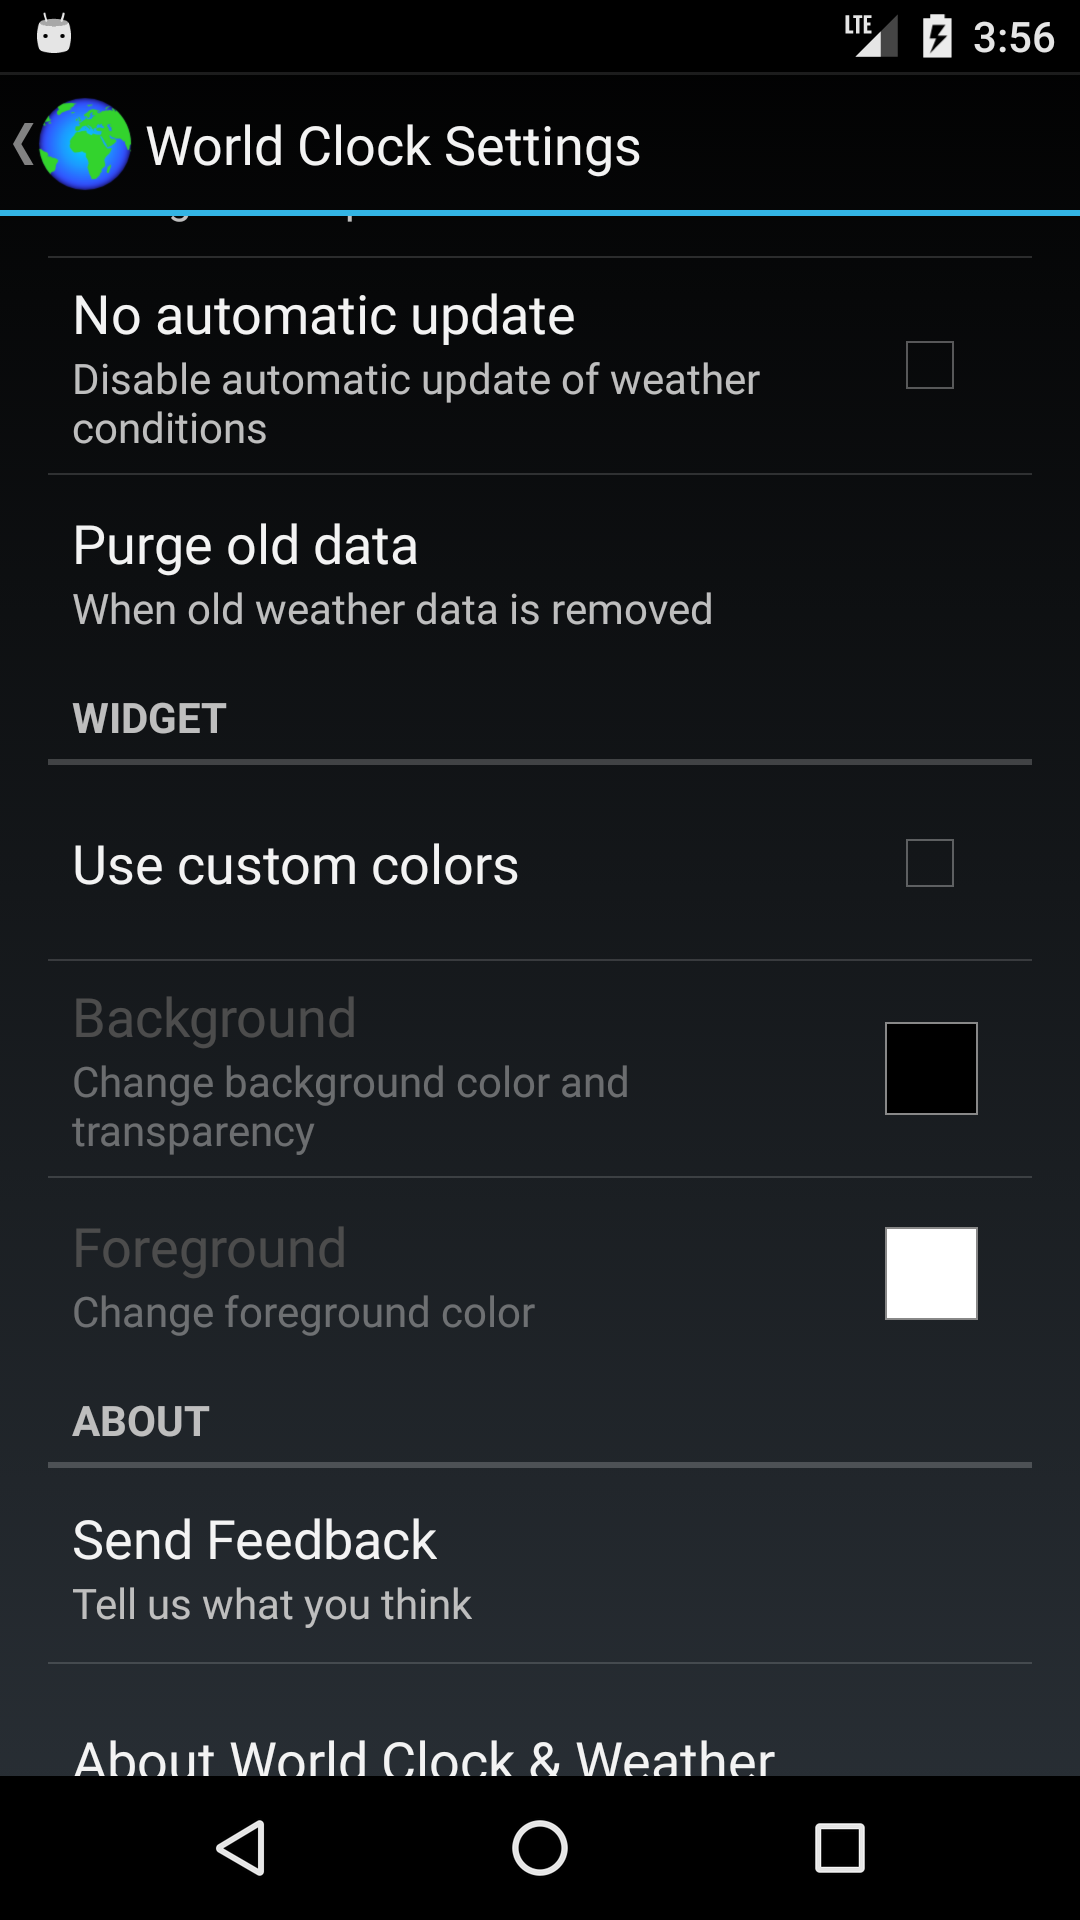 LTE 3:56
World Clock Settings
No automatic update
Disable automatic update of weather
conditions
Purge old data
When old weather data is removed
WIDGET
Use custom colors
Background
Change background color and
transparency
Foreground
Change foreground color
ABOUT
Send Feedback
Tell us what you think
About World Clock & Weather